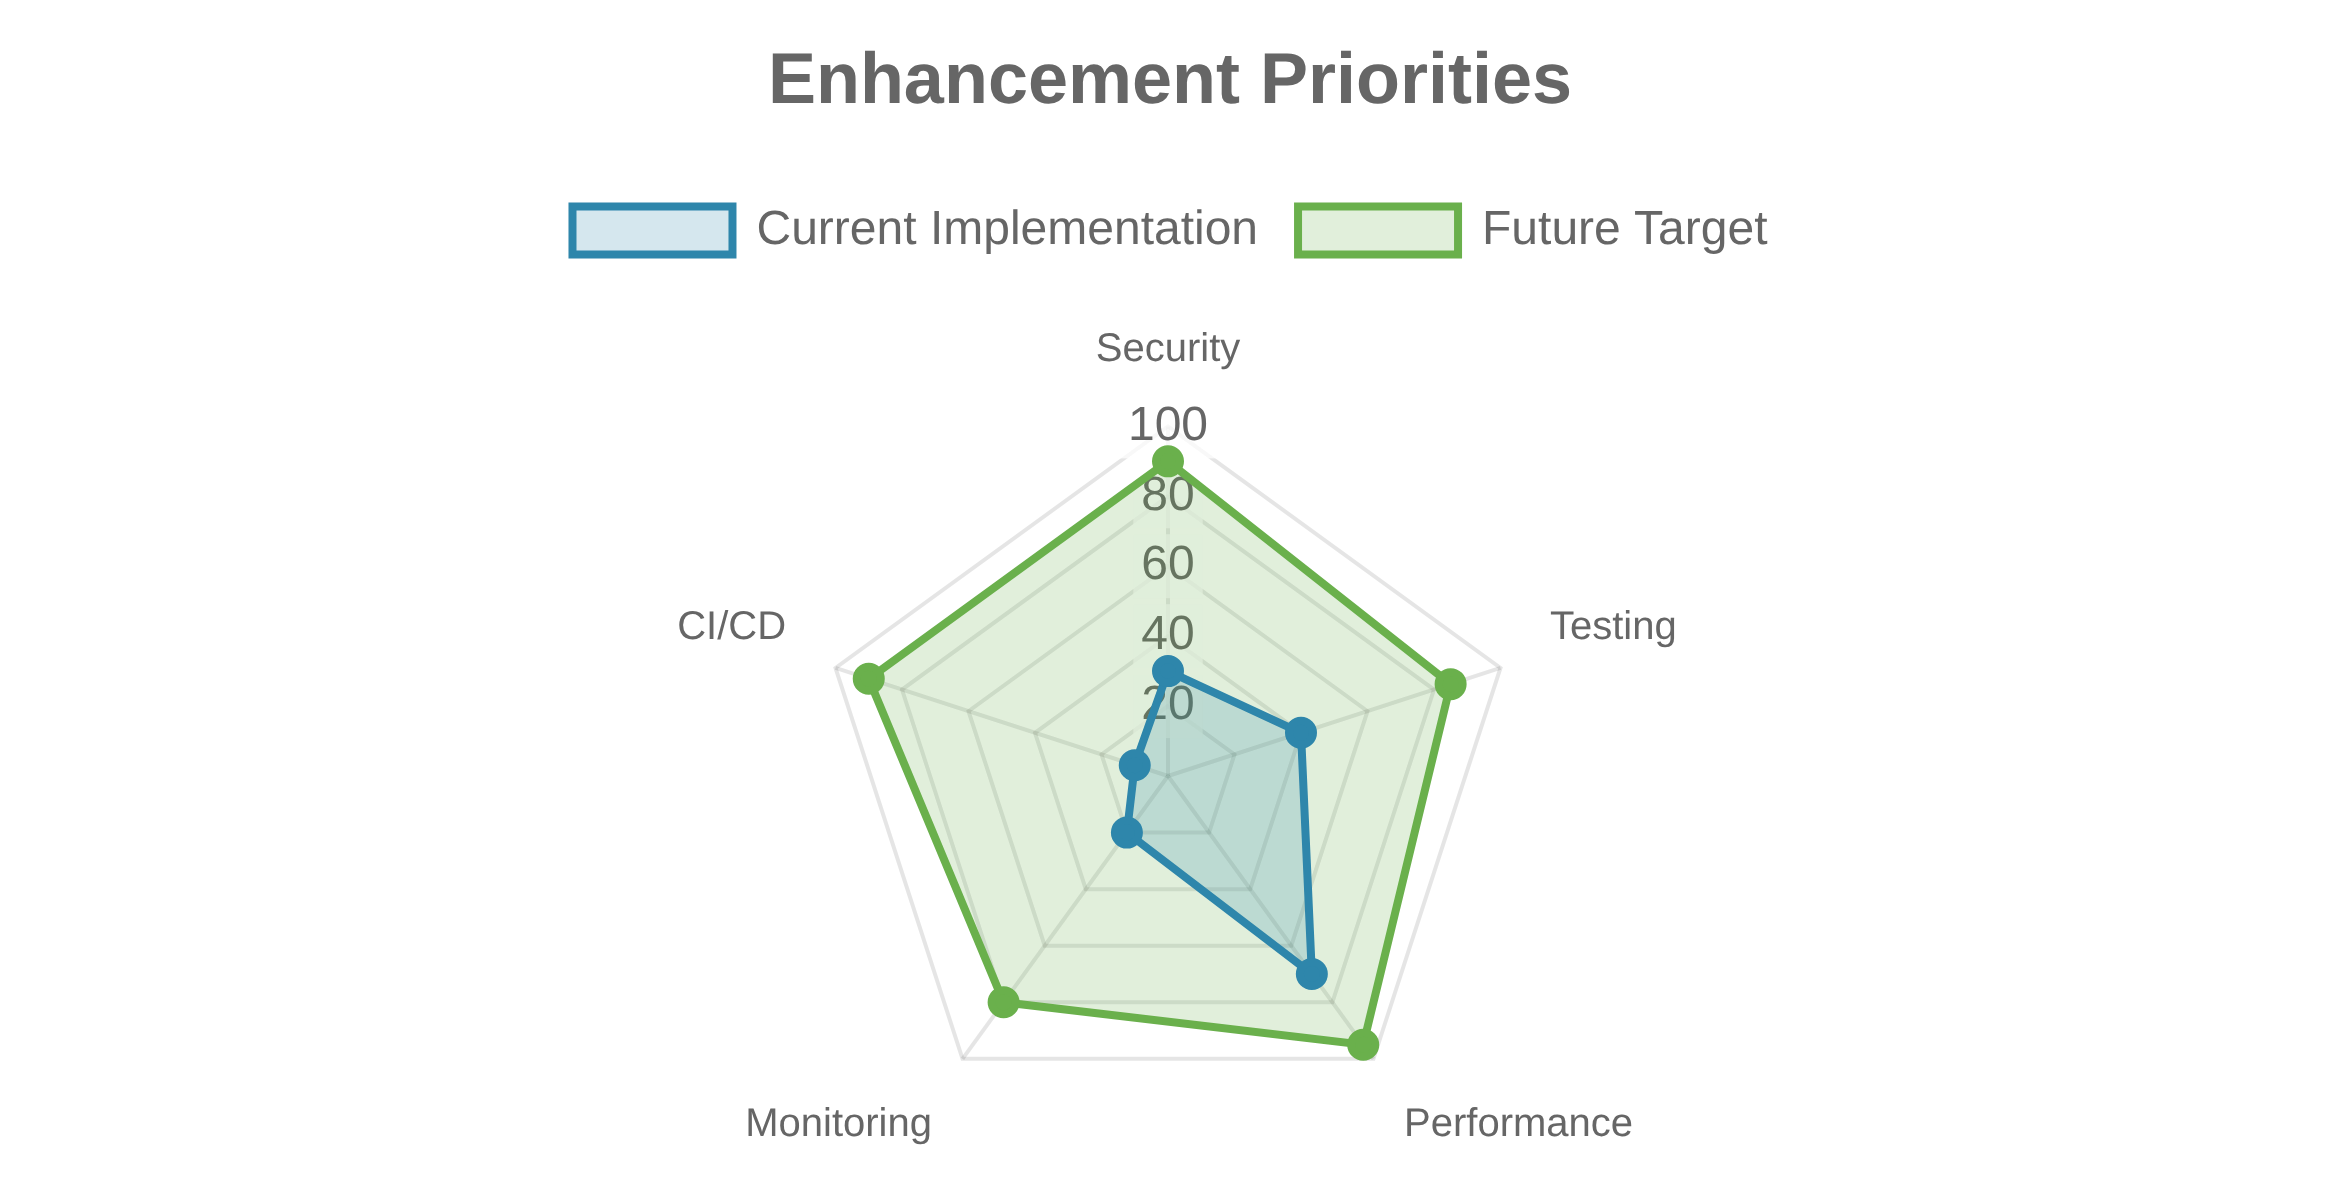 Enhancement Priorities
Current Implementation Future Target
Security
100
80
60
40
20
CI/CD Testing
Monitoring Performance